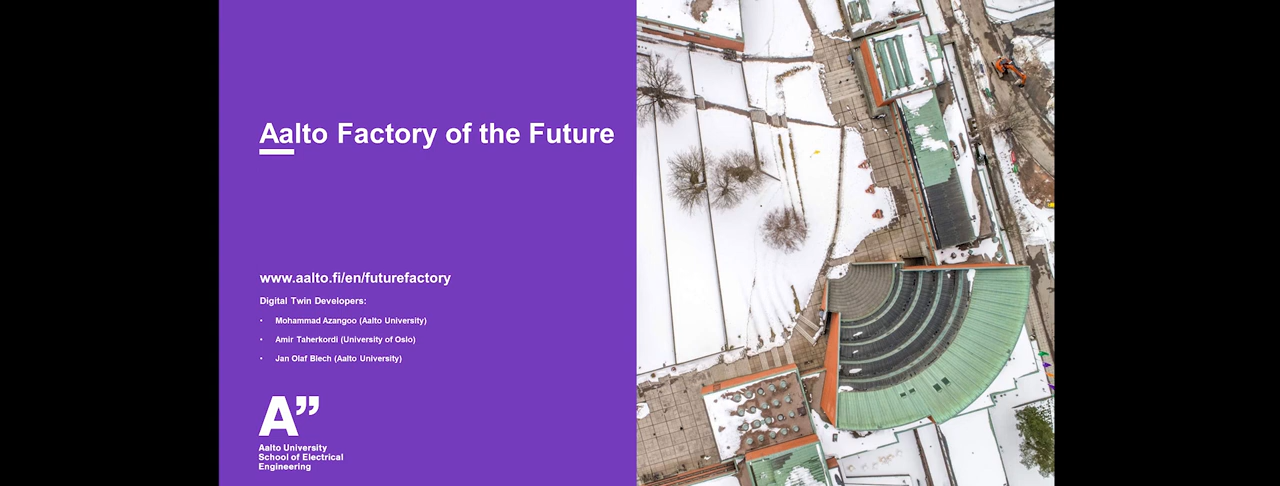 Aalto Factory of the Future
www.aalto.fi/en/futurefactory
Digital Twin Developers:
• Mohammad Azangoo (Aalto University)
• Amir Taherkordi (University of Oslo)
• Jan Olaf Blech (Aalto University)
A”
Aalto University
School of Electrical
Engineering